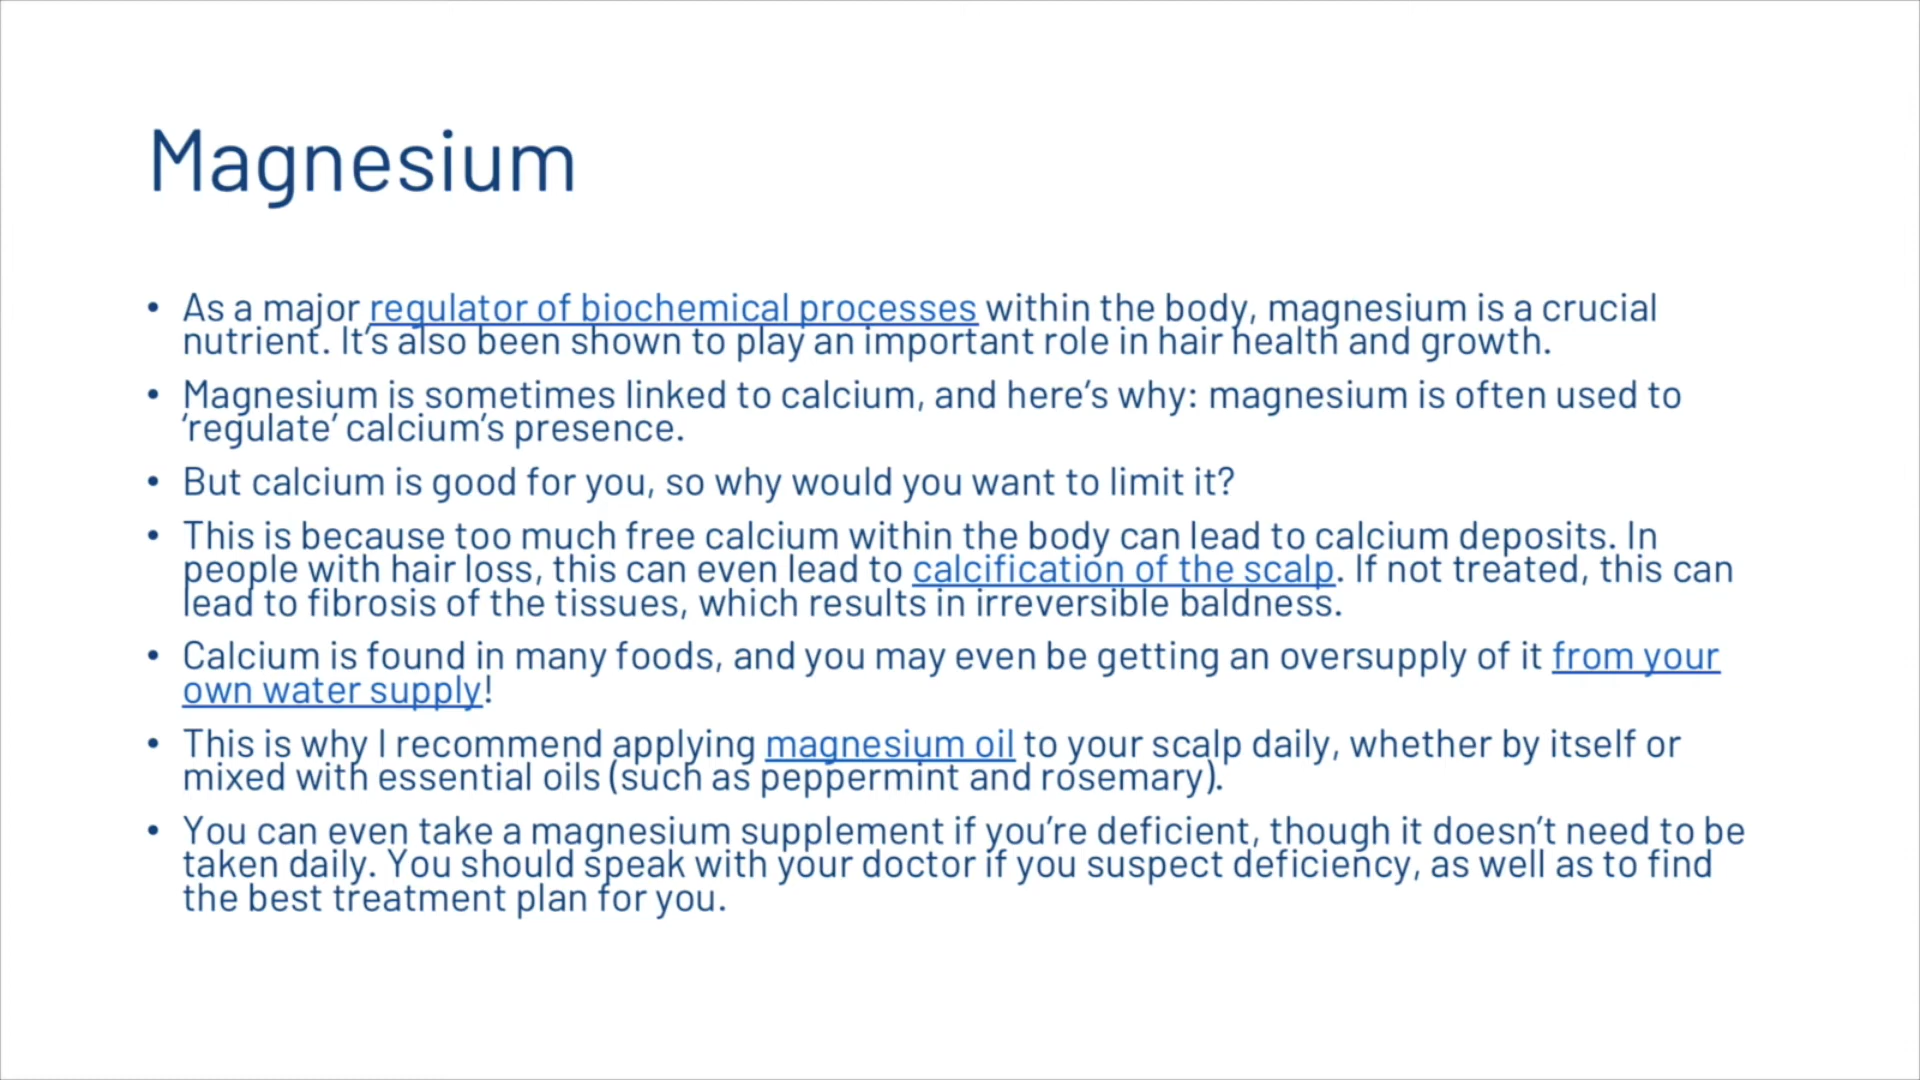 Magnesium
• As a major regulator of biochemical processes within the body, magnesium is a crucial
nutrient. It’s also been shown to play an important role in hair health and growth.
• Magnesium is sometimes linked to calcium, and here’s why: magnesium is often used to
‘regulate’ calcium’s presence.
• But calcium is good for you, so why would you want to limit it?
• This is because too much free calcium within the body can lead to calcium deposits. In
people with hair loss, this can even lead to calcification of the scalp. If not treated, this can
lead to fibrosis of the tissues, which results in irreversible baldness.
• Calcium is found in many foods, and you may even be getting an oversupply of it from your
own water supply!
• This is why I recommend applying magnesium oil to your scalp daily, whether by itself or
mixed with essential oils (such as peppermint and rosemary).
• You can even take a magnesium supplement if you’re deficient, though it doesn’t need to be
taken daily. You should speak with your doctor if you suspect deficiency, as well as to find
the best treatment plan for you.